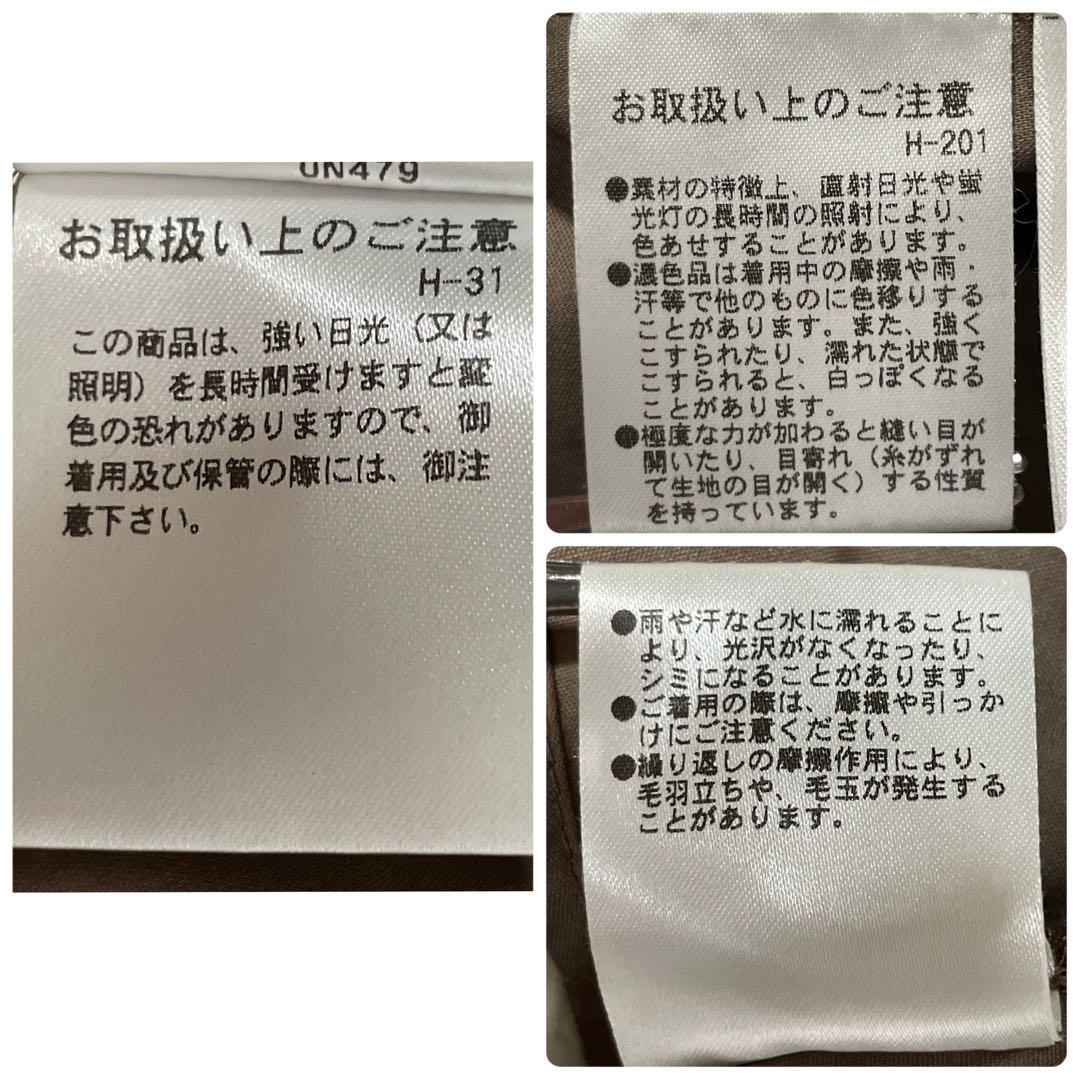 UN479
お取扱い上のご注意
H-31
この商品は、強い日光（又は
照明）を長時間受けますと縦
色の恐れがありますので、御
着用及び保管の際には、御注
意下さい。
お取扱い上のご注意
H-201
●素材の特徴上、直射日光や蛍
光灯の長時間の照射により、
色あせすることがあります。
●濃色品は着用中の摩擦や雨・
汗等で他のものに色移りする
ことがあります。また、強く
こすられたり、濡れた状態で
こすられると、白っぽくなる
ことがあります。
●極度な力が加わると縫い目が
開いたり、目寄れ（糸がずれ
て生地の目が開く）する性質
を持っています。
●雨や汗など水に濡れることに
より、光沢がなくなったり、
シミになることがあります。
●ご着用の際は、摩擦や引っか
けにご注意ください。
●繰り返しの摩擦作用により、
毛羽立ちや、毛玉が発生する
ことがあります。